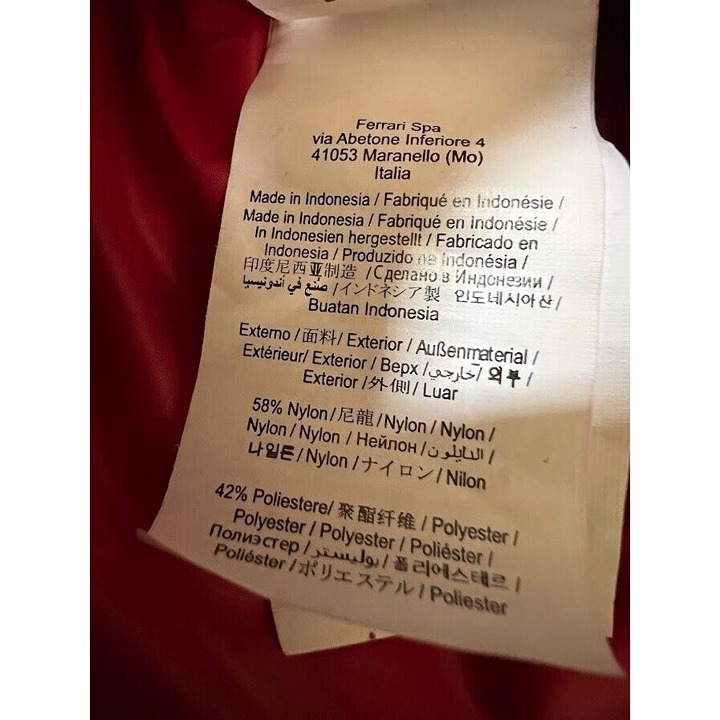 Ferrari Spa
via Abetone Inferiore 4
41053 Maranello (Mo)
Italia
Made in Indonesia / Fabriqué en Indonésie /
Made in Indonesia / Fabriqué en Indonésie /
In Indonesien hergestellt / Fabricado en
Indonesia / Produzido na Indonésia /
印度尼西亚制造 /Сделано в Индонезии /
صنع في أندونيسيا /インドネシア製 인도네시아산/
Buatan Indonesia
Externo /面料/ Exterior / Außenmaterial /
Extérieur/ Exterior / Верх /خارجي/ 외부 /
Exterior /外側/ Luar
58% Nylon/尼龍/Nylon / Nylon /
Nylon / Nylon / Нейлон / النايلون /
나일론/Nylon /ナイロン/ Nilon
42% Poliestere/ 聚酯纤维 / Polyester /
Polyester / Polyester / Poliéster /
Полиэстер /بوليستر/ 폴리에스테르 /
Poliéster /ポリエステル / Poliester